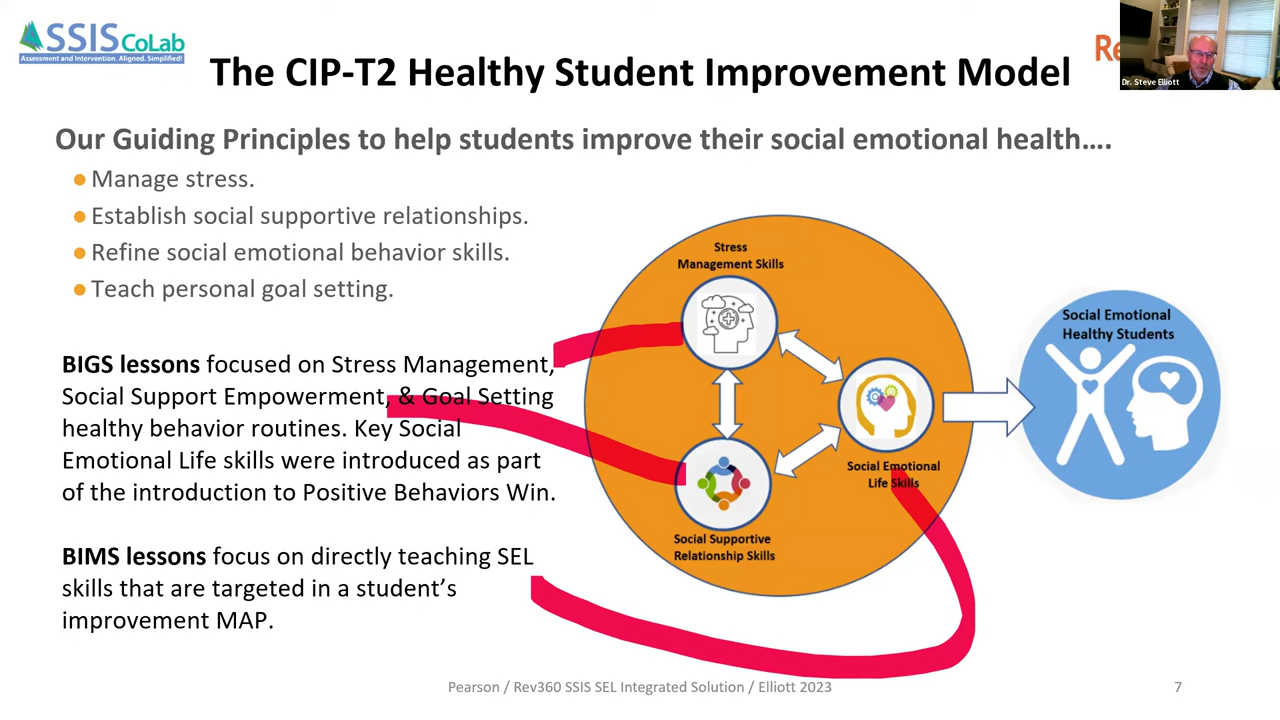 SSIS CoLab
Assessment and Intervention. Aligned. Simplified!
The CIP-T2 Healthy Student Improvement Model
Re
Dr. Steve Elliott
Our Guiding Principles to help students improve their social emotional health….
● Manage stress.
● Establish social supportive relationships.
● Refine social emotional behavior skills.
● Teach personal goal setting.
BIGS lessons focused on Stress Management,
Social Support Empowerment, & Goal Setting
healthy behavior routines. Key Social
Emotional Life skills were introduced as part
of the introduction to Positive Behaviors Win.
BIMS lessons focus on directly teaching SEL
skills that are targeted in a student’s
improvement MAP.
Stress
Management Skills
Social Emotional
Life Skills
Social Supportive
Relationship Skills
Social Emotional
Healthy Students
Pearson / Rev360 SSIS SEL Integrated Solution / Elliott 2023
7